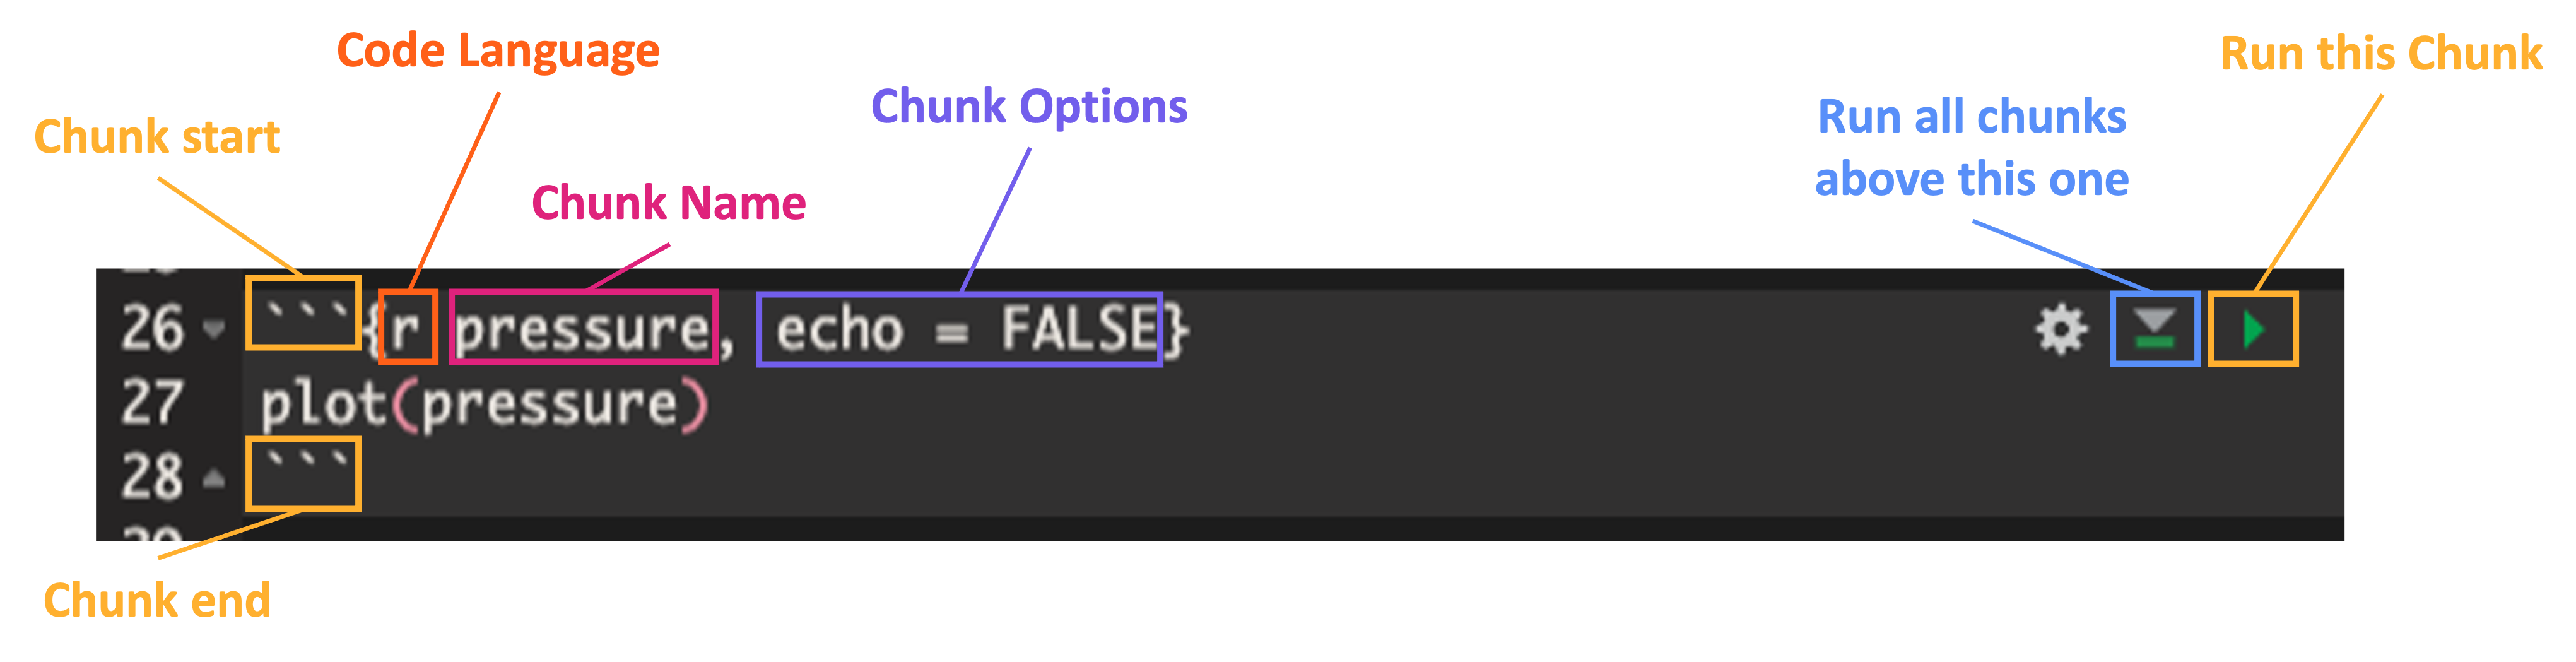 Code Language
Run this Chunk
Chunk Options
Run all chunks
above this one
Chunk start
Chunk Name
26 ```{r pressure, echo = FALSE}
27 plot(pressure)
28 ```
Chunk end